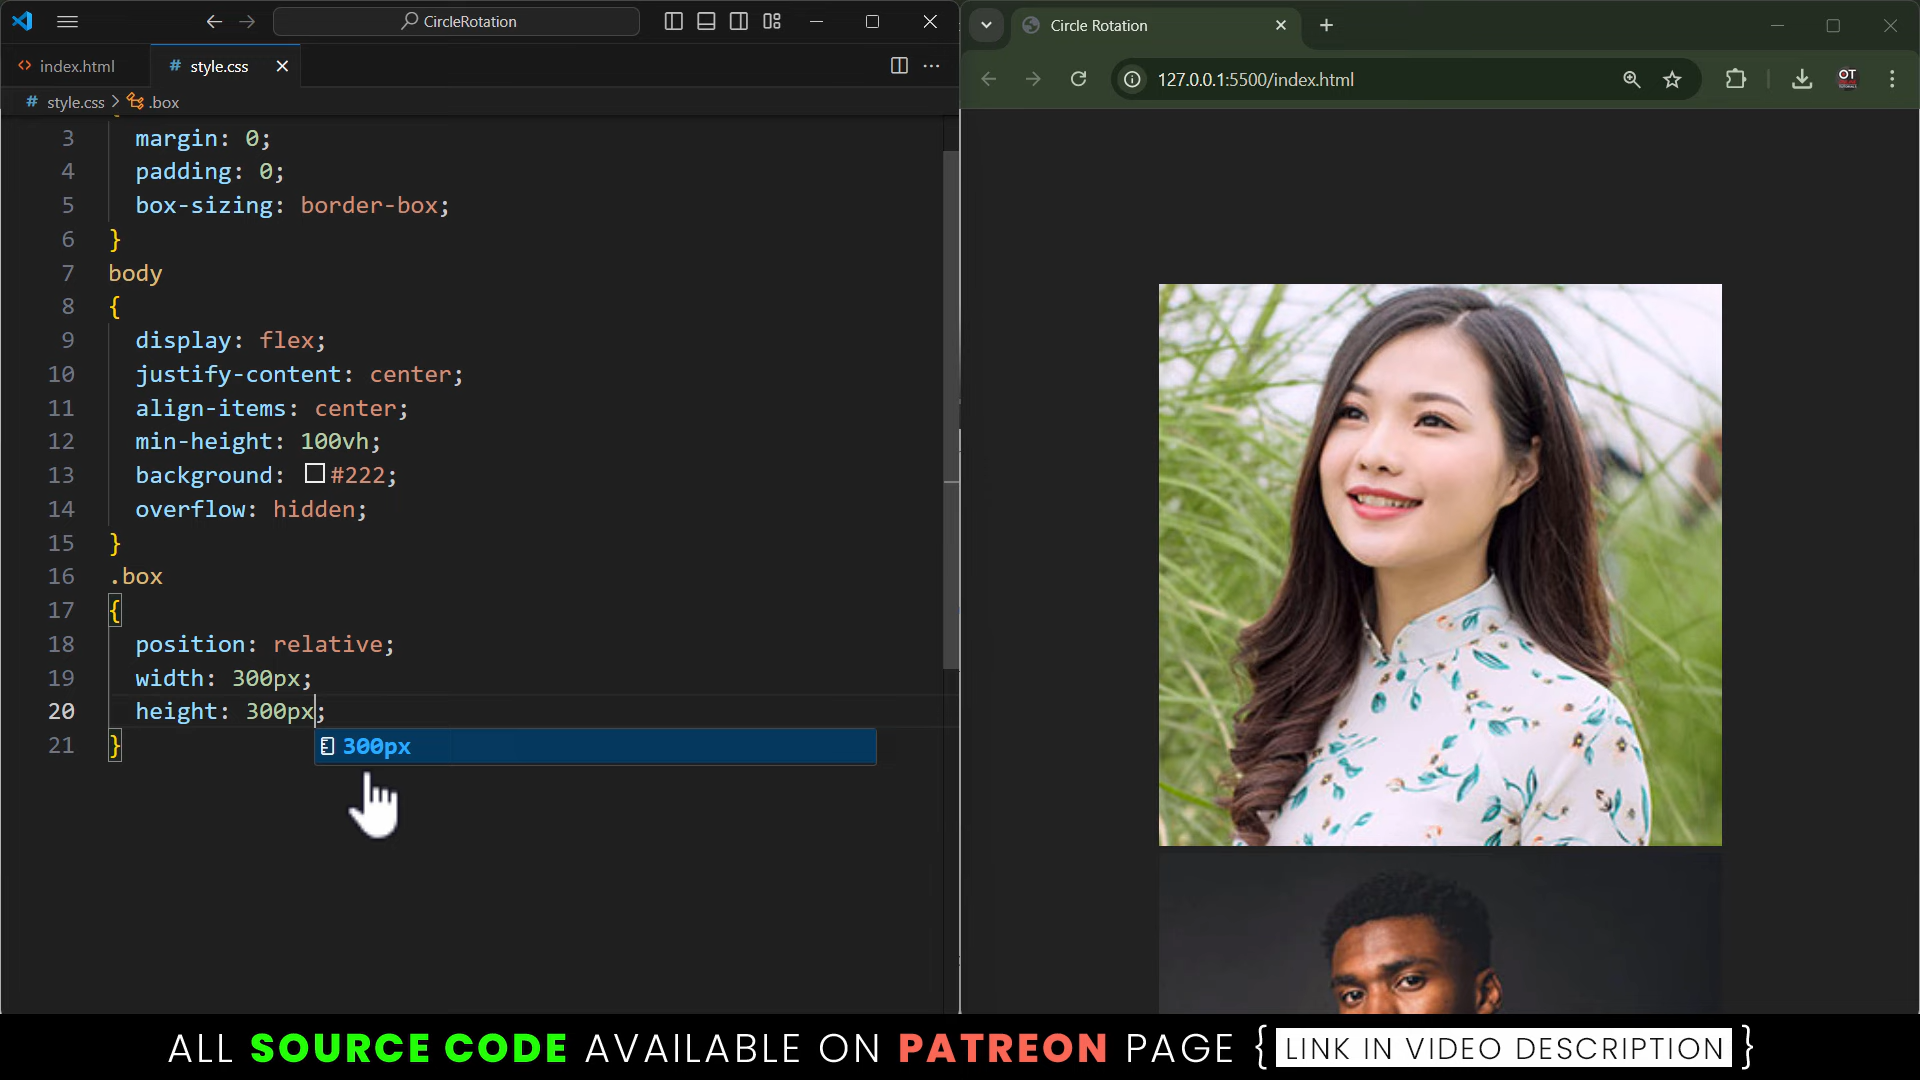 CircleRotation
index.html
# style.css
# style.css > .box
3 margin: 0;
4 padding: 0;
5 box-sizing: border-box;
6 }
7 body
8 {
9 display: flex;
10 justify-content: center;
11 align-items: center;
12 min-height: 100vh;
13 background: #222;
14 overflow: hidden;
15 }
16 .box
17 {
18 position: relative;
19 width: 300px;
20 height: 300px;
21 }
300px
Circle Rotation
127.0.0.1:5500/index.html
OT
ALL SOURCE CODE AVAILABLE ON PATREON PAGE { LINK IN VIDEO DESCRIPTION }